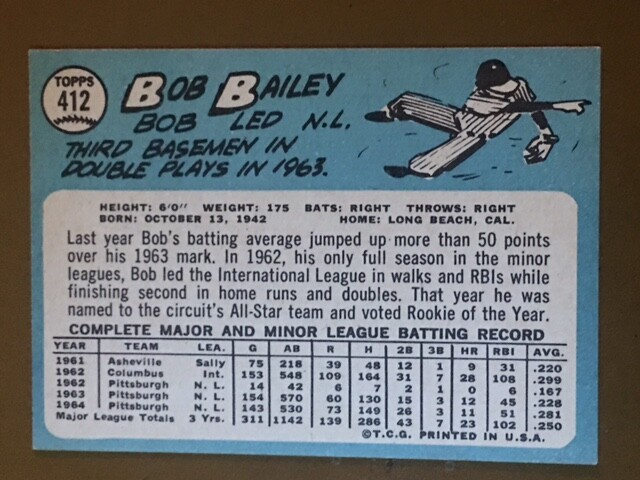 TOPPS
412
BOB BAILEY
BOB LED N.L.
THIRD BASEMEN IN
DOUBLE PLAYS IN 1963.
HEIGHT: 6'0" WEIGHT: 175 BATS: RIGHT THROWS: RIGHT
BORN: OCTOBER 13, 1942 HOME: LONG BEACH, CAL.
Last year Bob's batting average jumped up more than 50 points
over his 1963 mark. In 1962, his only full season in the minor
leagues, Bob led the International League in walks and RBIs while
finishing second in home runs and doubles. That year he was
named to the circuit's All-Star team and voted Rookie of the Year.
COMPLETE MAJOR AND MINOR LEAGUE BATTING RECORD
YEAR TEAM LEA. G AB R H 2B 3B HR RBI AVG.
1961 Asheville Sally 75 218 39 48 12 1 9 31 .220
1962 Columbus Int. 153 548 109 164 31 7 28 108 .299
1962 Pittsburgh N. L. 14 42 6 7 2 1 0 6 .167
1963 Pittsburgh N. L. 154 570 60 130 15 3 12 45 .228
1964 Pittsburgh N. L. 143 530 73 149 26 3 11 51 .281
Major League Totals 3 Yrs. 311 1142 139 286 43 7 23 102 .250
©T.C.G. PRINTED IN U.S.A.